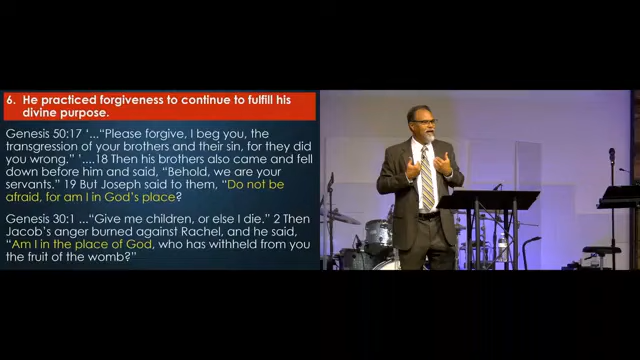 6. He practiced forgiveness to continue to fulfill his
divine purpose.
Genesis 50:17 ‘...“Please forgive, I beg you, the
transgression of your brothers and their sin, for they did
you wrong.” ’....18 Then his brothers also came and fell
down before him and said, “Behold, we are your
servants.” 19 But Joseph said to them, “Do not be
afraid, for am I in God’s place?
Genesis 30:1 ...“Give me children, or else I die.” 2 Then
Jacob’s anger burned against Rachel, and he said,
“Am I in the place of God, who has withheld from you
the fruit of the womb?”